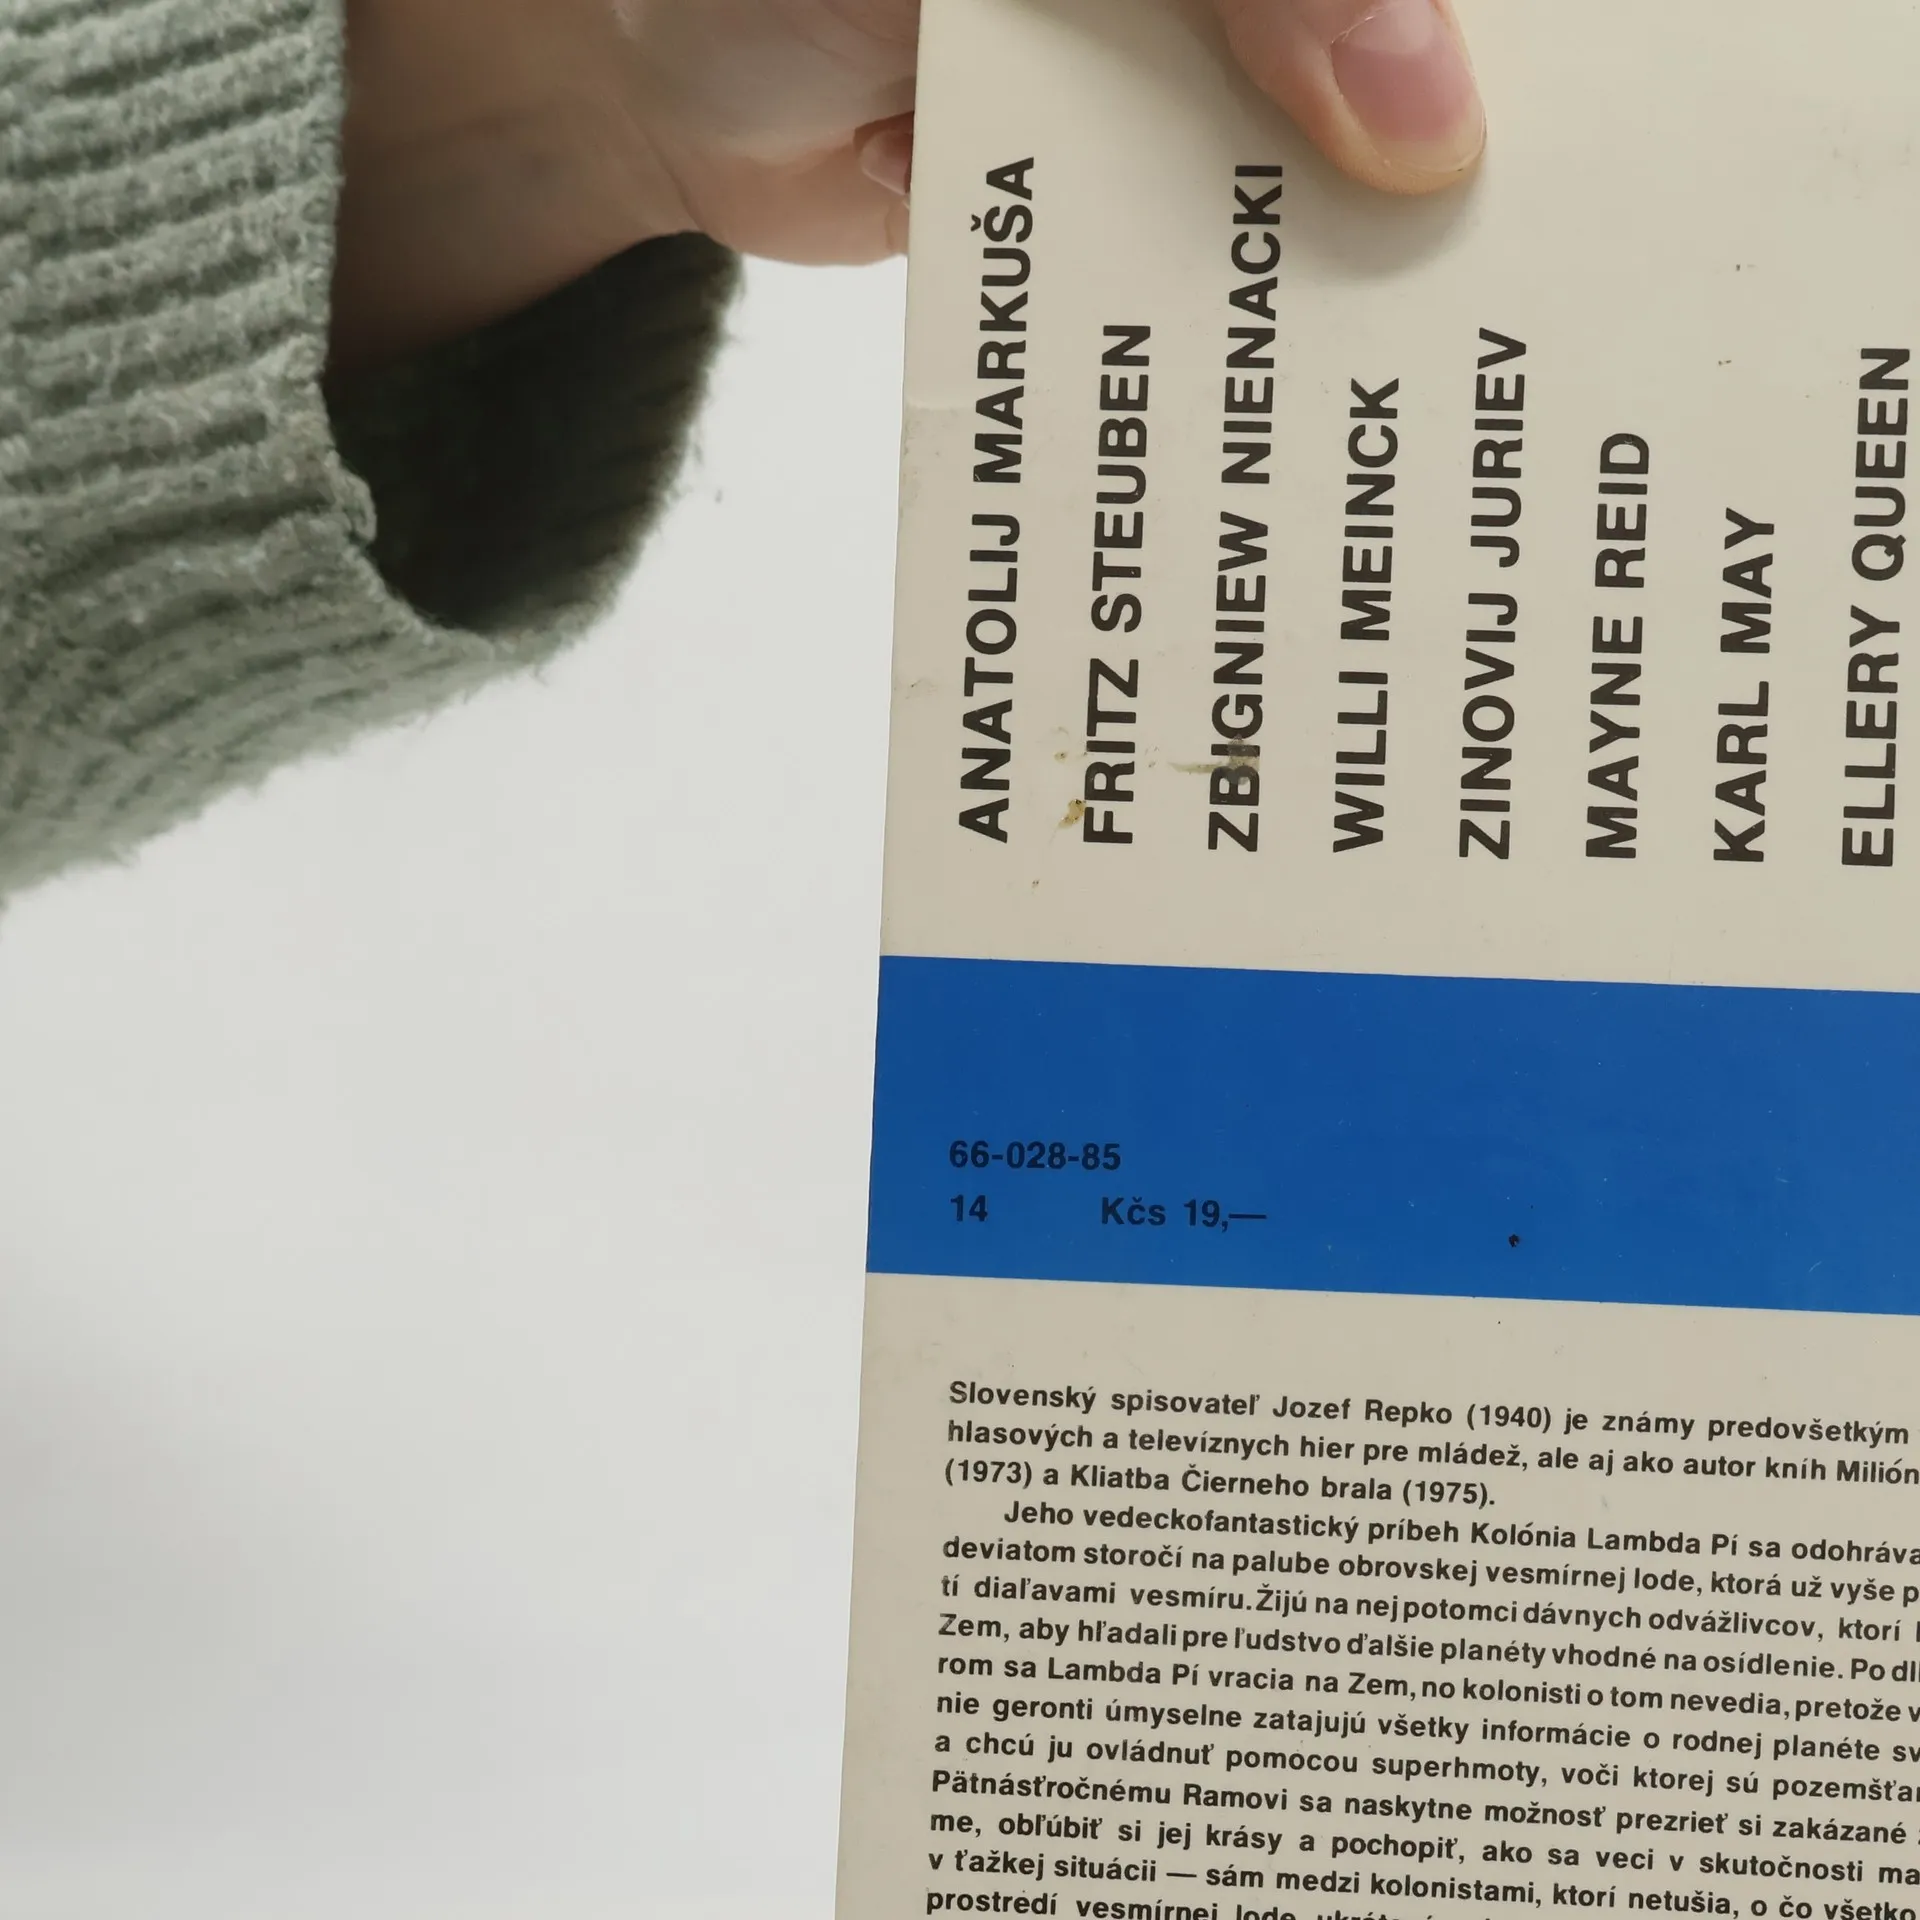 ANATOLIJ MARKUŠA
FRITZ STEUBEN
ZBIGNIEW NIENACKI
WILLI MEINCK
ZINOVIJ JURIEV
MAYNE REID
KARL MAY
ELLERY QUEEN
66-028-85
14 Kčs 19,—
Slovenský spisovateľ Jozef Repko (1940) je známy predovšetkým
hlasových a televíznych hier pre mládež, ale aj ako autor kníh Milión
(1973) a Kliatba Čierneho brala (1975).
Jeho vedeckofantastický príbeh Kolónia Lambda Pí sa odohráva
deviatom storočí na palube obrovskej vesmírnej lode, ktorá už vyše
tí diaľavami vesmíru. Žijú na nej potomci dávnych odvážlivcov, ktorí
Zem, aby hľadali pre ľudstvo ďalšie planéty vhodné na osídlenie. Po
rom sa Lambda Pí vracia na Zem, no kolonisti o tom nevedia, pretože
nie geronti úmyselne zatajujú všetky informácie o rodnej planéte
a chcú ju ovládnuť pomocou superhmoty, voči ktorej sú
Pätnásťročnému Ramovi sa naskytne možnosť prezrieť si zakázané
me, obľúbiť si jej krásy a pochopiť, ako sa veci v skutočnosti
v ťažkej situácii — sám medzi kolonistami, ktorí netušia, o čo
prostredí vesmírnej lode